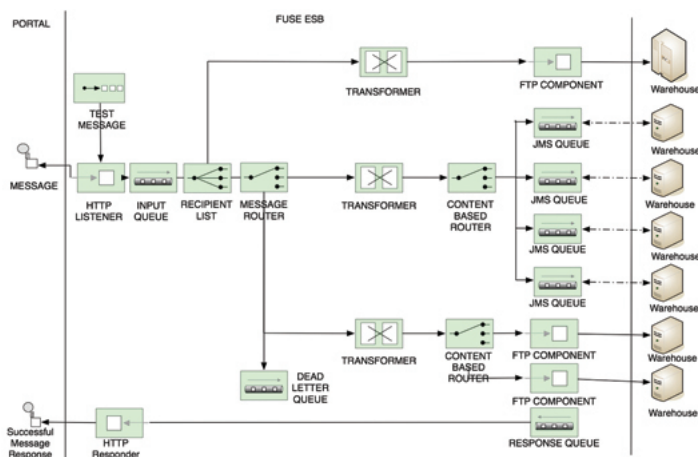 PORTAL
FUSE ESB
TRANSFORMER
FTP COMPONENT
Warehouse
TEST
MESSAGE
JMS QUEUE
Warehouse
MESSAGE
HTTP
LISTENER
INPUT
QUEUE
RECIPIENT
LIST
MESSAGE
ROUTER
TRANSFORMER
CONTENT
BASED
ROUTER
JMS QUEUE
Warehouse
JMS QUEUE
Warehouse
JMS QUEUE
Warehouse
TRANSFORMER
CONTENT
BASED
ROUTER
FTP COMPONENT
Warehouse
DEAD
LETTER
QUEUE
FTP COMPONENT
Warehouse
Successful
Message
Response
HTTP
Responder
RESPONSE QUEUE